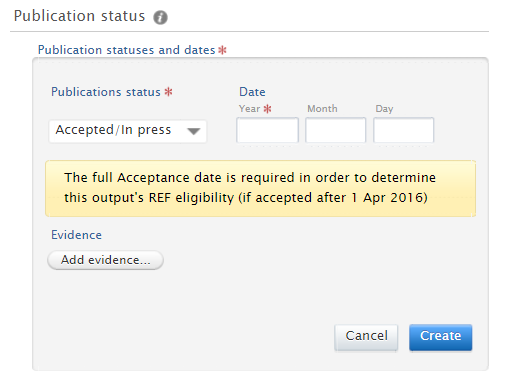 Publication status i
Publication statuses and dates *
Publications status * Date
Year * Month Day
Accepted/In press
The full Acceptance date is required in order to determine
this output's REF eligibility (if accepted after 1 Apr 2016)
Evidence
Add evidence...
Cancel Create